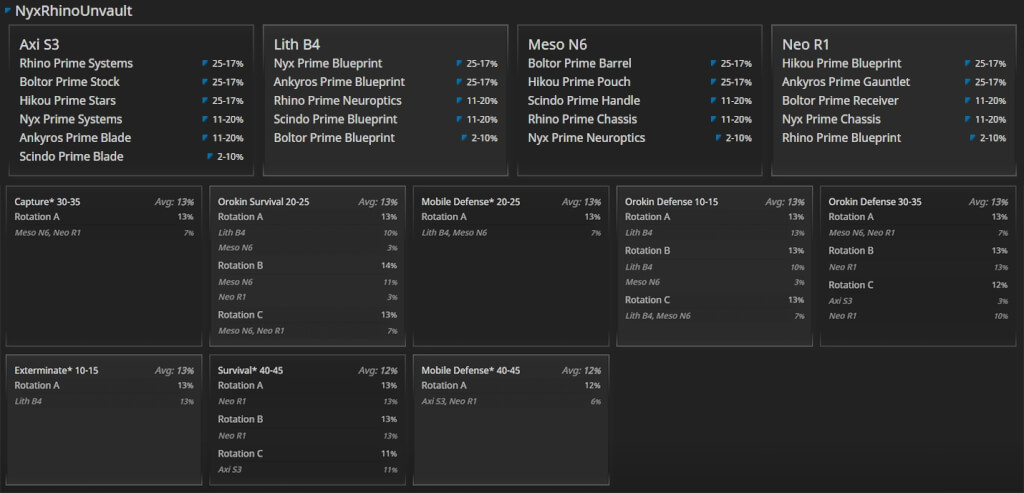 NyxRhinoUnvault
Axi S3
Rhino Prime Systems 25-17%
Boltor Prime Stock 25-17%
Hikou Prime Stars 25-17%
Nyx Prime Systems 11-20%
Ankyros Prime Blade 11-20%
Scindo Prime Blade 2-10%
Lith B4
Nyx Prime Blueprint 25-17%
Ankyros Prime Blueprint 25-17%
Rhino Prime Neuroptics 11-20%
Scindo Prime Blueprint 11-20%
Boltor Prime Blueprint 2-10%
Meso N6
Boltor Prime Barrel 25-17%
Hikou Prime Pouch 25-17%
Scindo Prime Handle 11-20%
Rhino Prime Chassis 11-20%
Nyx Prime Neuroptics 2-10%
Neo R1
Hikou Prime Blueprint 25-17%
Ankyros Prime Gauntlet 25-17%
Boltor Prime Receiver 11-20%
Nyx Prime Chassis 11-20%
Rhino Prime Blueprint 2-10%
Capture* 30-35 Avg: 13%
Rotation A 13%
Meso N6, Neo R1 7%
Orokin Survival 20-25 Avg: 13%
Rotation A 13%
Lith B4 10%
Meso N6 3%
Rotation B 14%
Meso N6 11%
Neo R1 3%
Rotation C 13%
Meso N6, Neo R1 7%
Mobile Defense* 20-25 Avg: 13%
Rotation A 13%
Lith B4, Meso N6 7%
Orokin Defense 10-15 Avg: 13%
Rotation A 13%
Lith B4 13%
Rotation B 13%
Lith B4 10%
Meso N6 3%
Rotation C 13%
Lith B4, Meso N6 7%
Orokin Defense 30-35 Avg: 13%
Rotation A 13%
Meso N6, Neo R1 7%
Rotation B 13%
Neo R1 13%
Rotation C 12%
Axi S3 3%
Neo R1 10%
Exterminate* 10-15 Avg: 13%
Rotation A 13%
Lith B4 13%
Survival* 40-45 Avg: 12%
Rotation A 13%
Neo R1 13%
Rotation B 13%
Neo R1 13%
Rotation C 11%
Axi S3 11%
Mobile Defense* 40-45 Avg: 12%
Rotation A 12%
Axi S3, Neo R1 6%